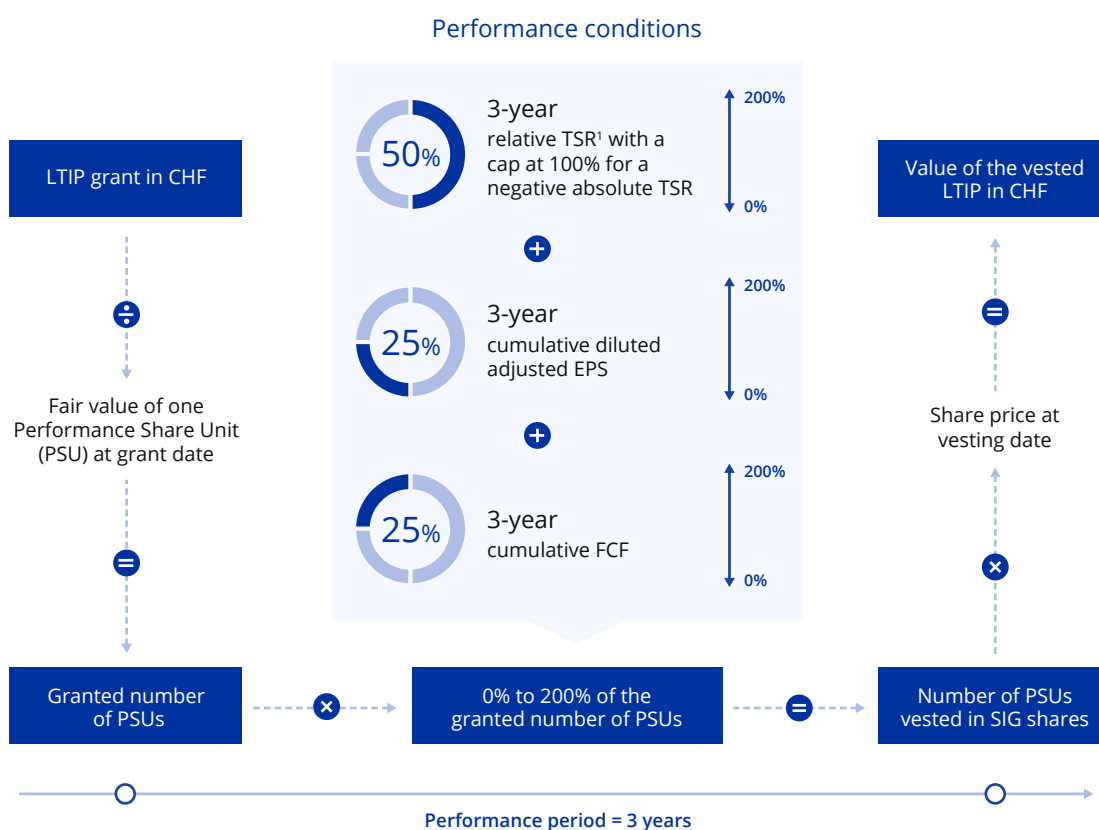 Performance conditions
LTIP grant in CHF
÷
Fair value of one
Performance Share Unit
(PSU) at grant date
=
Granted number
of PSUs
×
50%
3-year
relative TSR¹ with a
cap at 100% for a
negative absolute TSR
200%
0%
+
25%
3-year
cumulative diluted
adjusted EPS
200%
0%
+
25%
3-year
cumulative FCF
200%
0%
0% to 200% of the
granted number of PSUs
=
Number of PSUs
vested in SIG shares
×
Share price at
vesting date
=
Value of the vested
LTIP in CHF
Performance period = 3 years